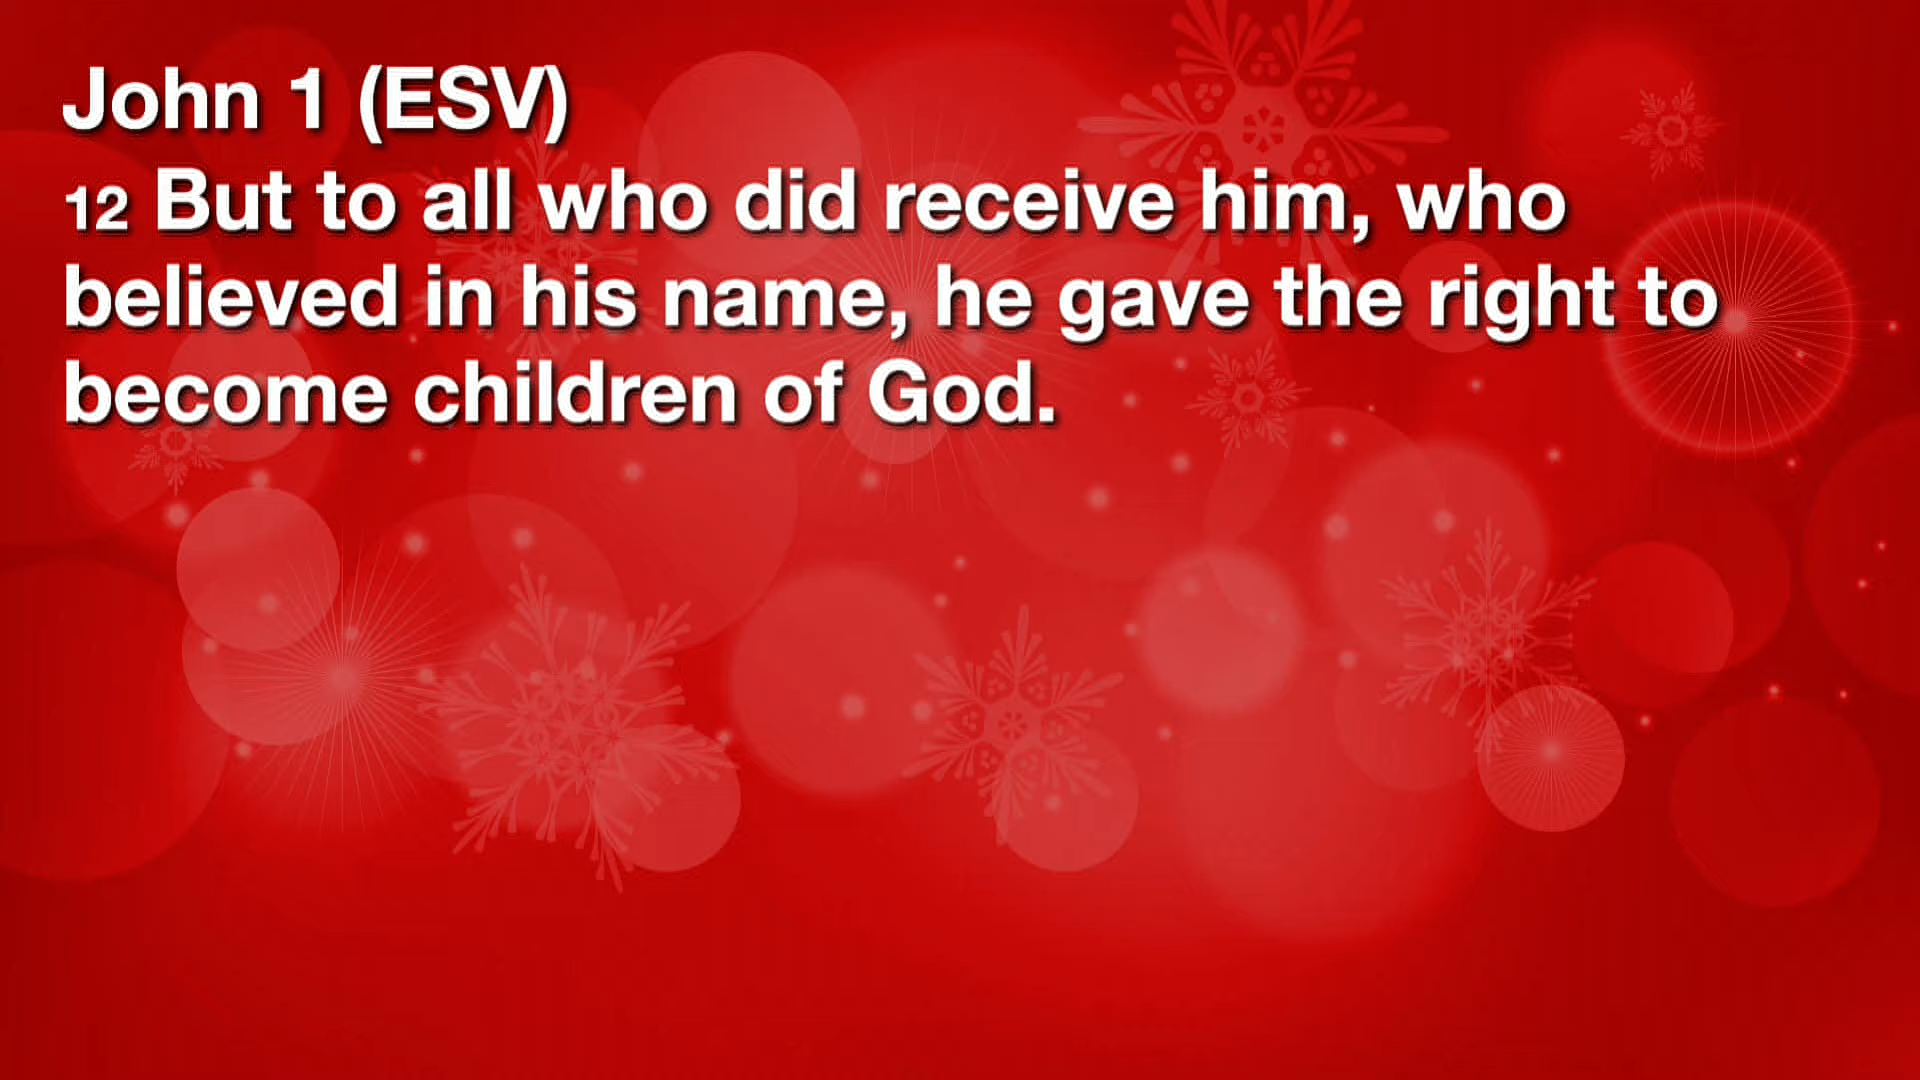 John 1 (ESV)
12 But to all who did receive him, who
believed in his name, he gave the right to
become children of God.